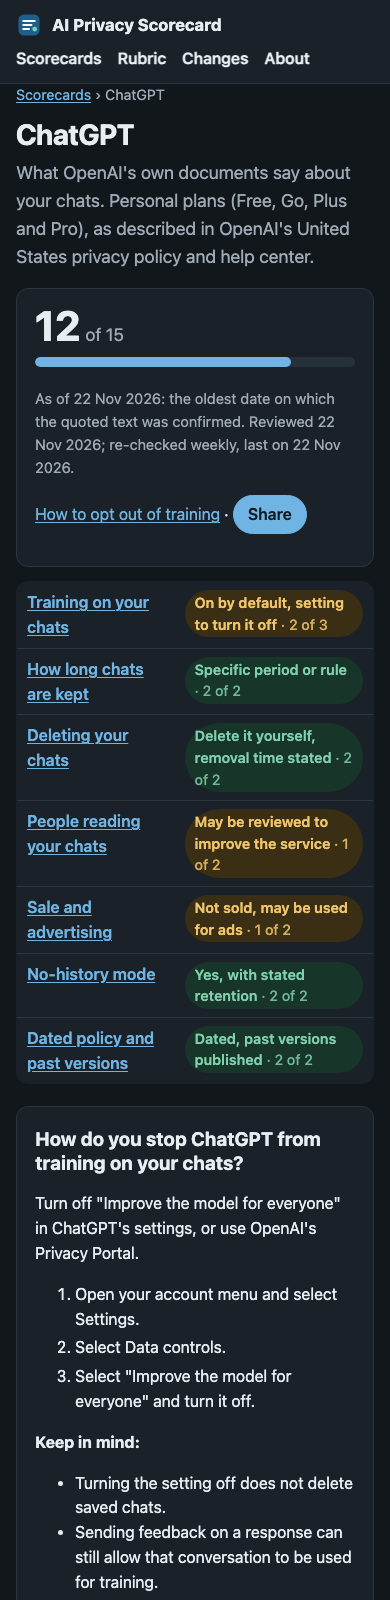 AI Privacy Scorecard
Scorecards Rubric Changes About
Scorecards › ChatGPT
ChatGPT
What OpenAI's own documents say about
your chats. Personal plans (Free, Go, Plus
and Pro), as described in OpenAI's United
States privacy policy and help center.
12 of 15
As of 22 Nov 2026: the oldest date on which
the quoted text was confirmed. Reviewed 22
Nov 2026; re-checked weekly, last on 22 Nov
2026.
How to opt out of training · Share
Training on your
chats
On by default, setting
to turn it off · 2 of 3
How long chats
are kept
Specific period or rule
· 2 of 2
Deleting your
chats
Delete it yourself,
removal time stated · 2
of 2
People reading
your chats
May be reviewed to
improve the service · 1
of 2
Sale and
advertising
Not sold, may be used
for ads · 1 of 2
No-history mode
Yes, with stated
retention · 2 of 2
Dated policy and
past versions
Dated, past versions
published · 2 of 2
How do you stop ChatGPT from
training on your chats?
Turn off "Improve the model for everyone"
in ChatGPT's settings, or use OpenAI's
Privacy Portal.
1. Open your account menu and select
Settings.
2. Select Data controls.
3. Select "Improve the model for
everyone" and turn it off.
Keep in mind:
• Turning the setting off does not delete
saved chats.
• Sending feedback on a response can
still allow that conversation to be used
for training.